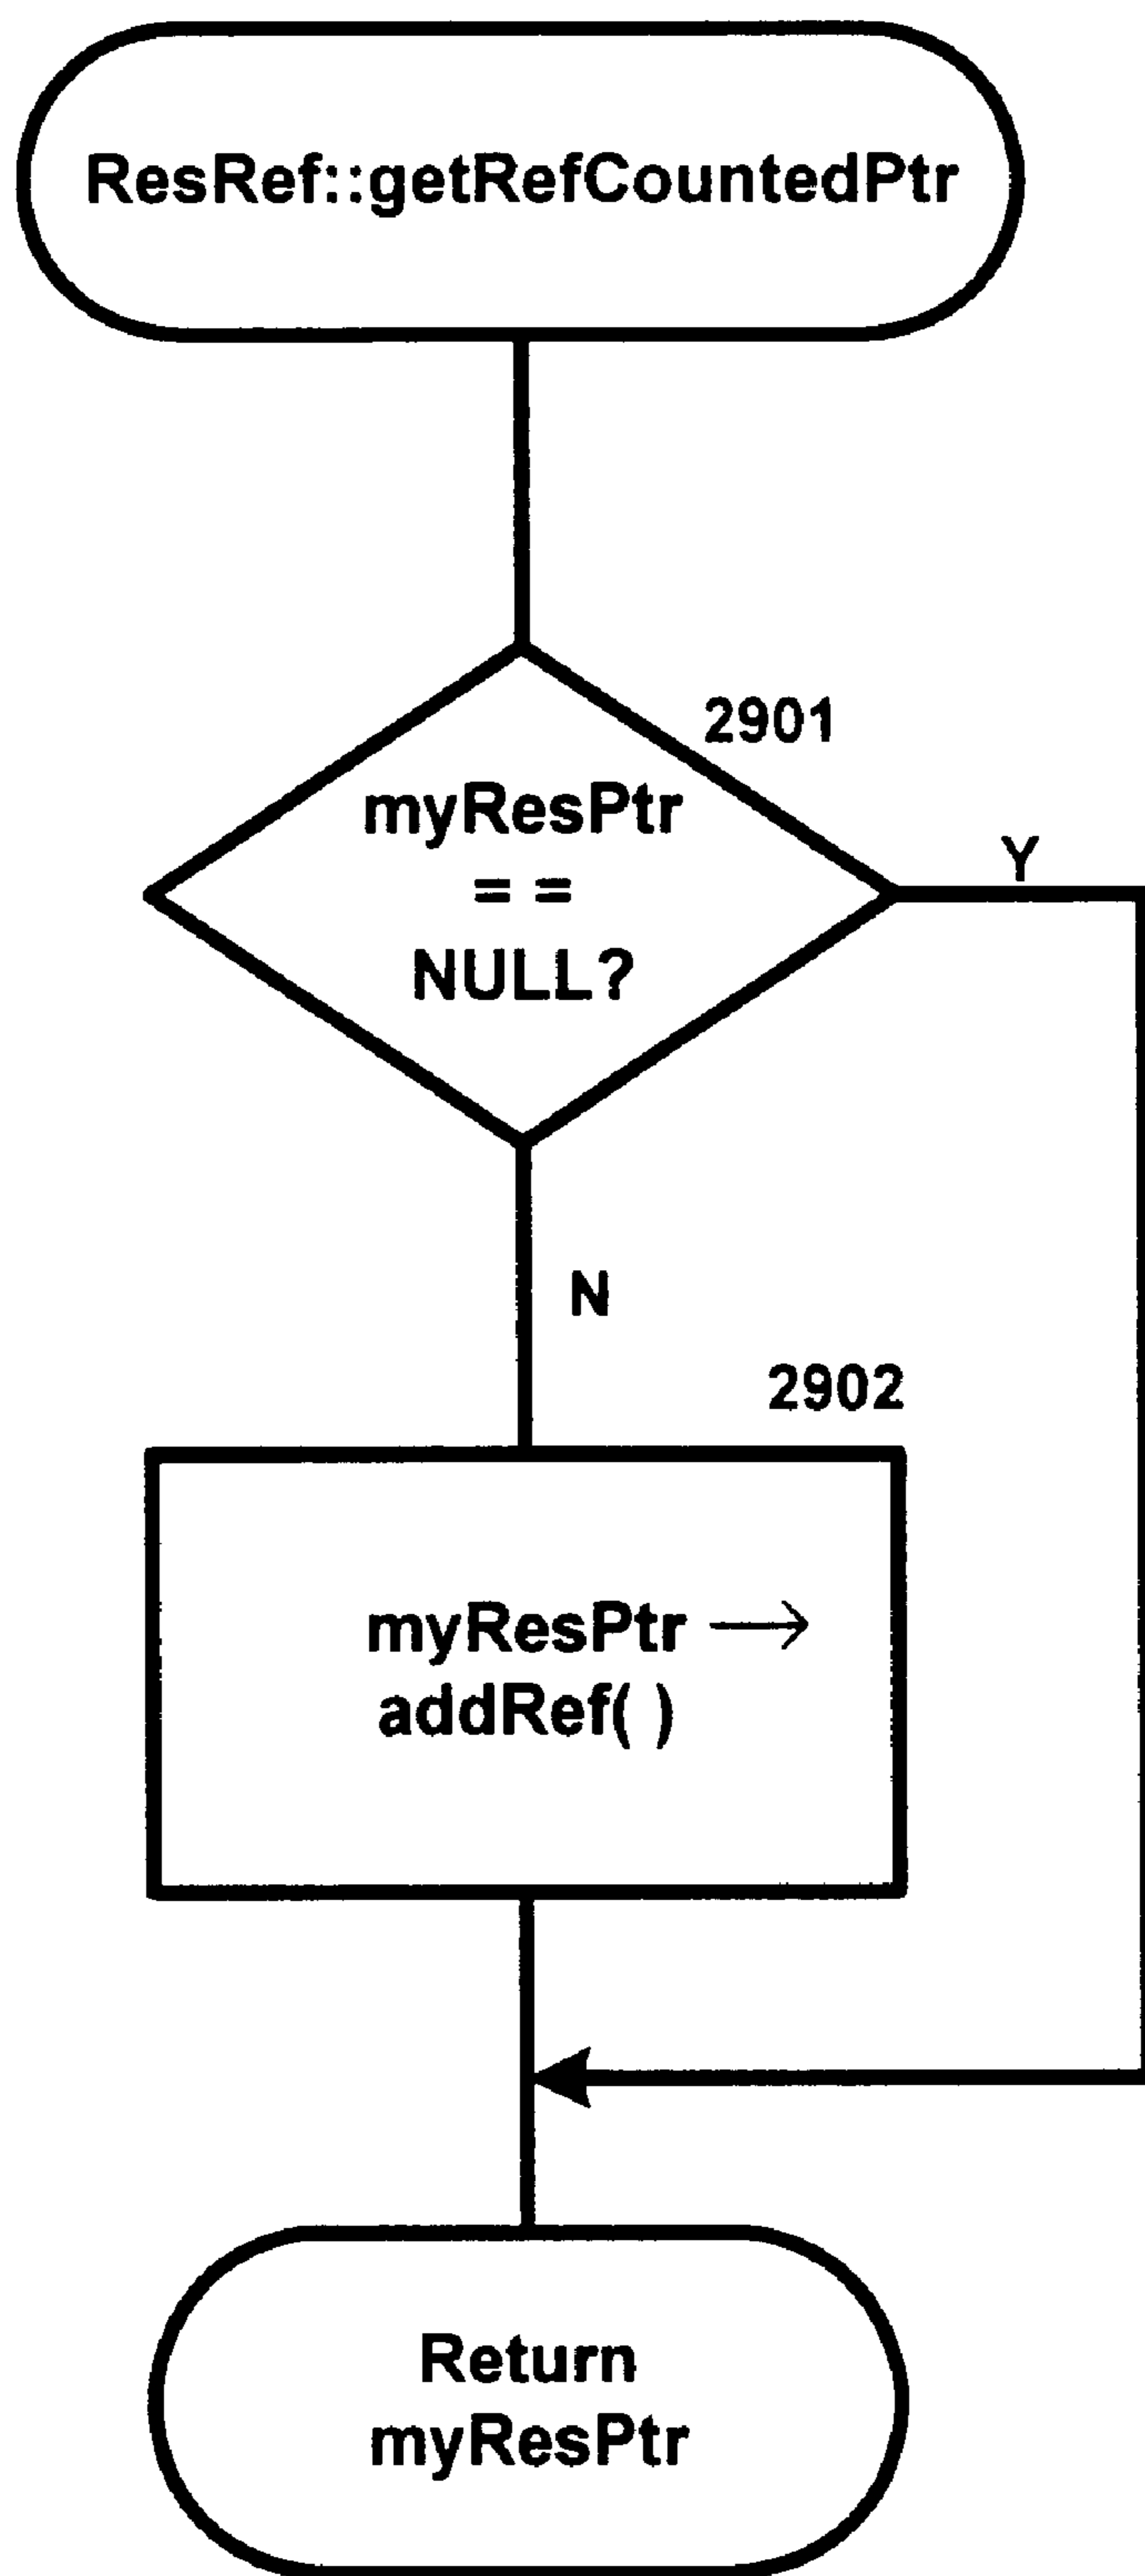 ResRef::getRefCountedPtr
2901
myResPtr
= =
NULL?
Y
N
2902
myResPtr →
addRef( )
Return
myResPtr